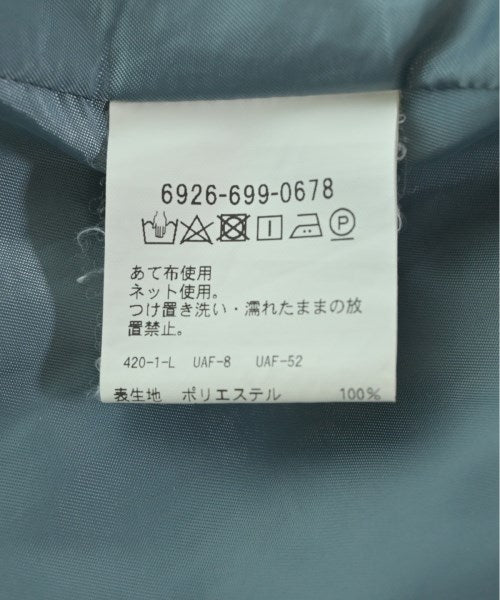 6926-699-0678
P
あて布使用
ネット使用。
つけ置き洗い・濡れたままの放
置禁止。
420-1-L UAF-8 UAF-52
表生地 ポリエステル 100%